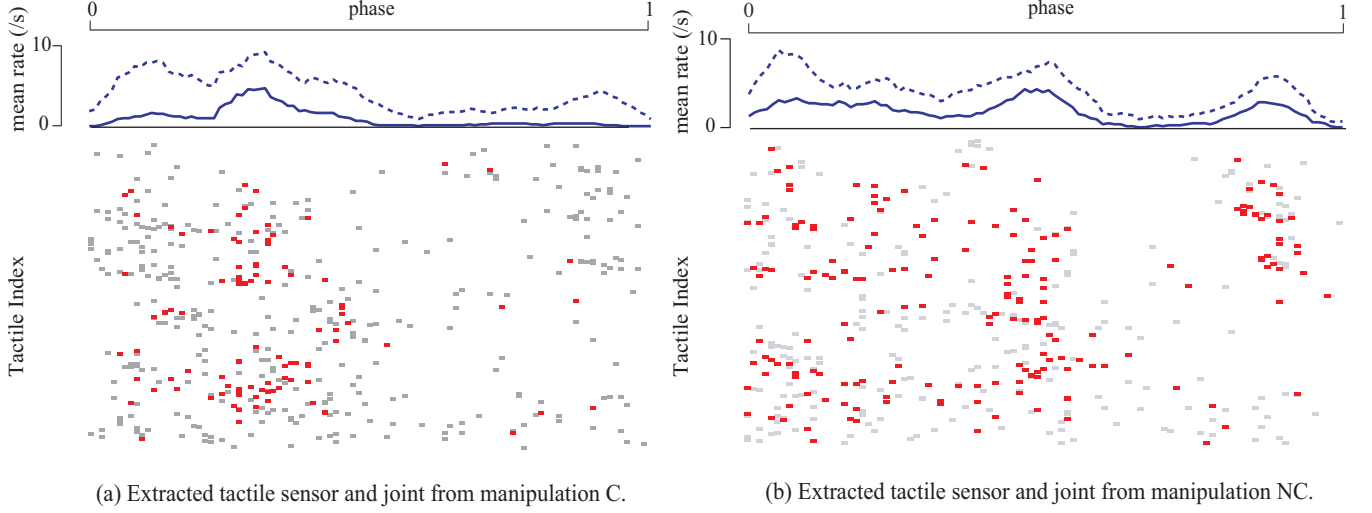 0 phase 1
10
mean rate (/s)
0
Tactile Index
(a) Extracted tactile sensor and joint from manipulation C.
0 phase 1
10
mean rate (/s)
0
Tactile Index
(b) Extracted tactile sensor and joint from manipulation NC.